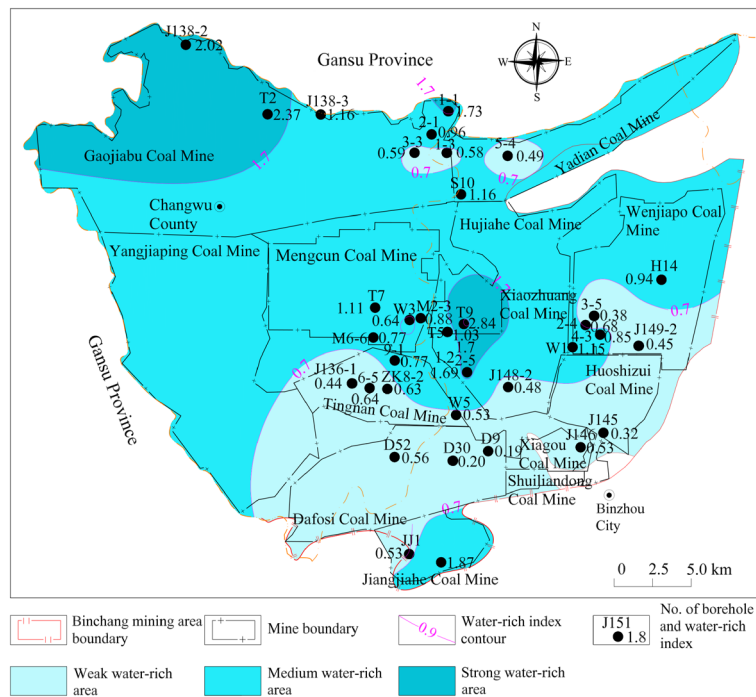 J138-2
2.02
Gansu Province
N
W
E
S
1.7
1-1
1.73
T2
2.37
J138-3
1.16
2-1
0.96
3-3
0.59
1-3
0.58
5-4
0.49
0.7
0.7
Yadian Coal Mine
Gaojiabu Coal Mine
1.7
S10
1.16
Changwu
County
Hujiahe Coal Mine
Wenjiapo Coal
Mine
Yangjiaping Coal Mine
Mengcun Coal Mine
H14
0.94
T7
1.11
W3
0.64
M2-3
0.88
T9
2.84
T5
1.03
1.7
Xiaozhuang
Coal Mine
3-5
0.38
2-4
0.68
4-3
0.85
0.7
J149-2
0.45
M6-6
0.77
9-1
0.77
1.7
1.2
2-5
1.69
W1
1.15
Huoshizui
Coal Mine
0.7
J136-1
0.44
6-5
0.64
ZK8-2
0.63
J148-2
0.48
Tingnan Coal Mine
W5
0.53
Gansu Province
D52
0.56
D30
0.20
D9
0.19
J145
0.32
J146
0.53
Xiagou
Coal Mine
Shuiliandong
Coal Mine
Binzhou
City
Dafosi Coal Mine
0.7
JJ1
0.53
1.87
Jiangjiahe Coal Mine
0 2.5 5.0 km
Binchang mining area
boundary
Mine boundary
0.9
Water-rich index
contour
J151
1.8
No. of borehole
and water-rich
index
Weak water-rich
area
Medium water-rich
area
Strong water-rich
area